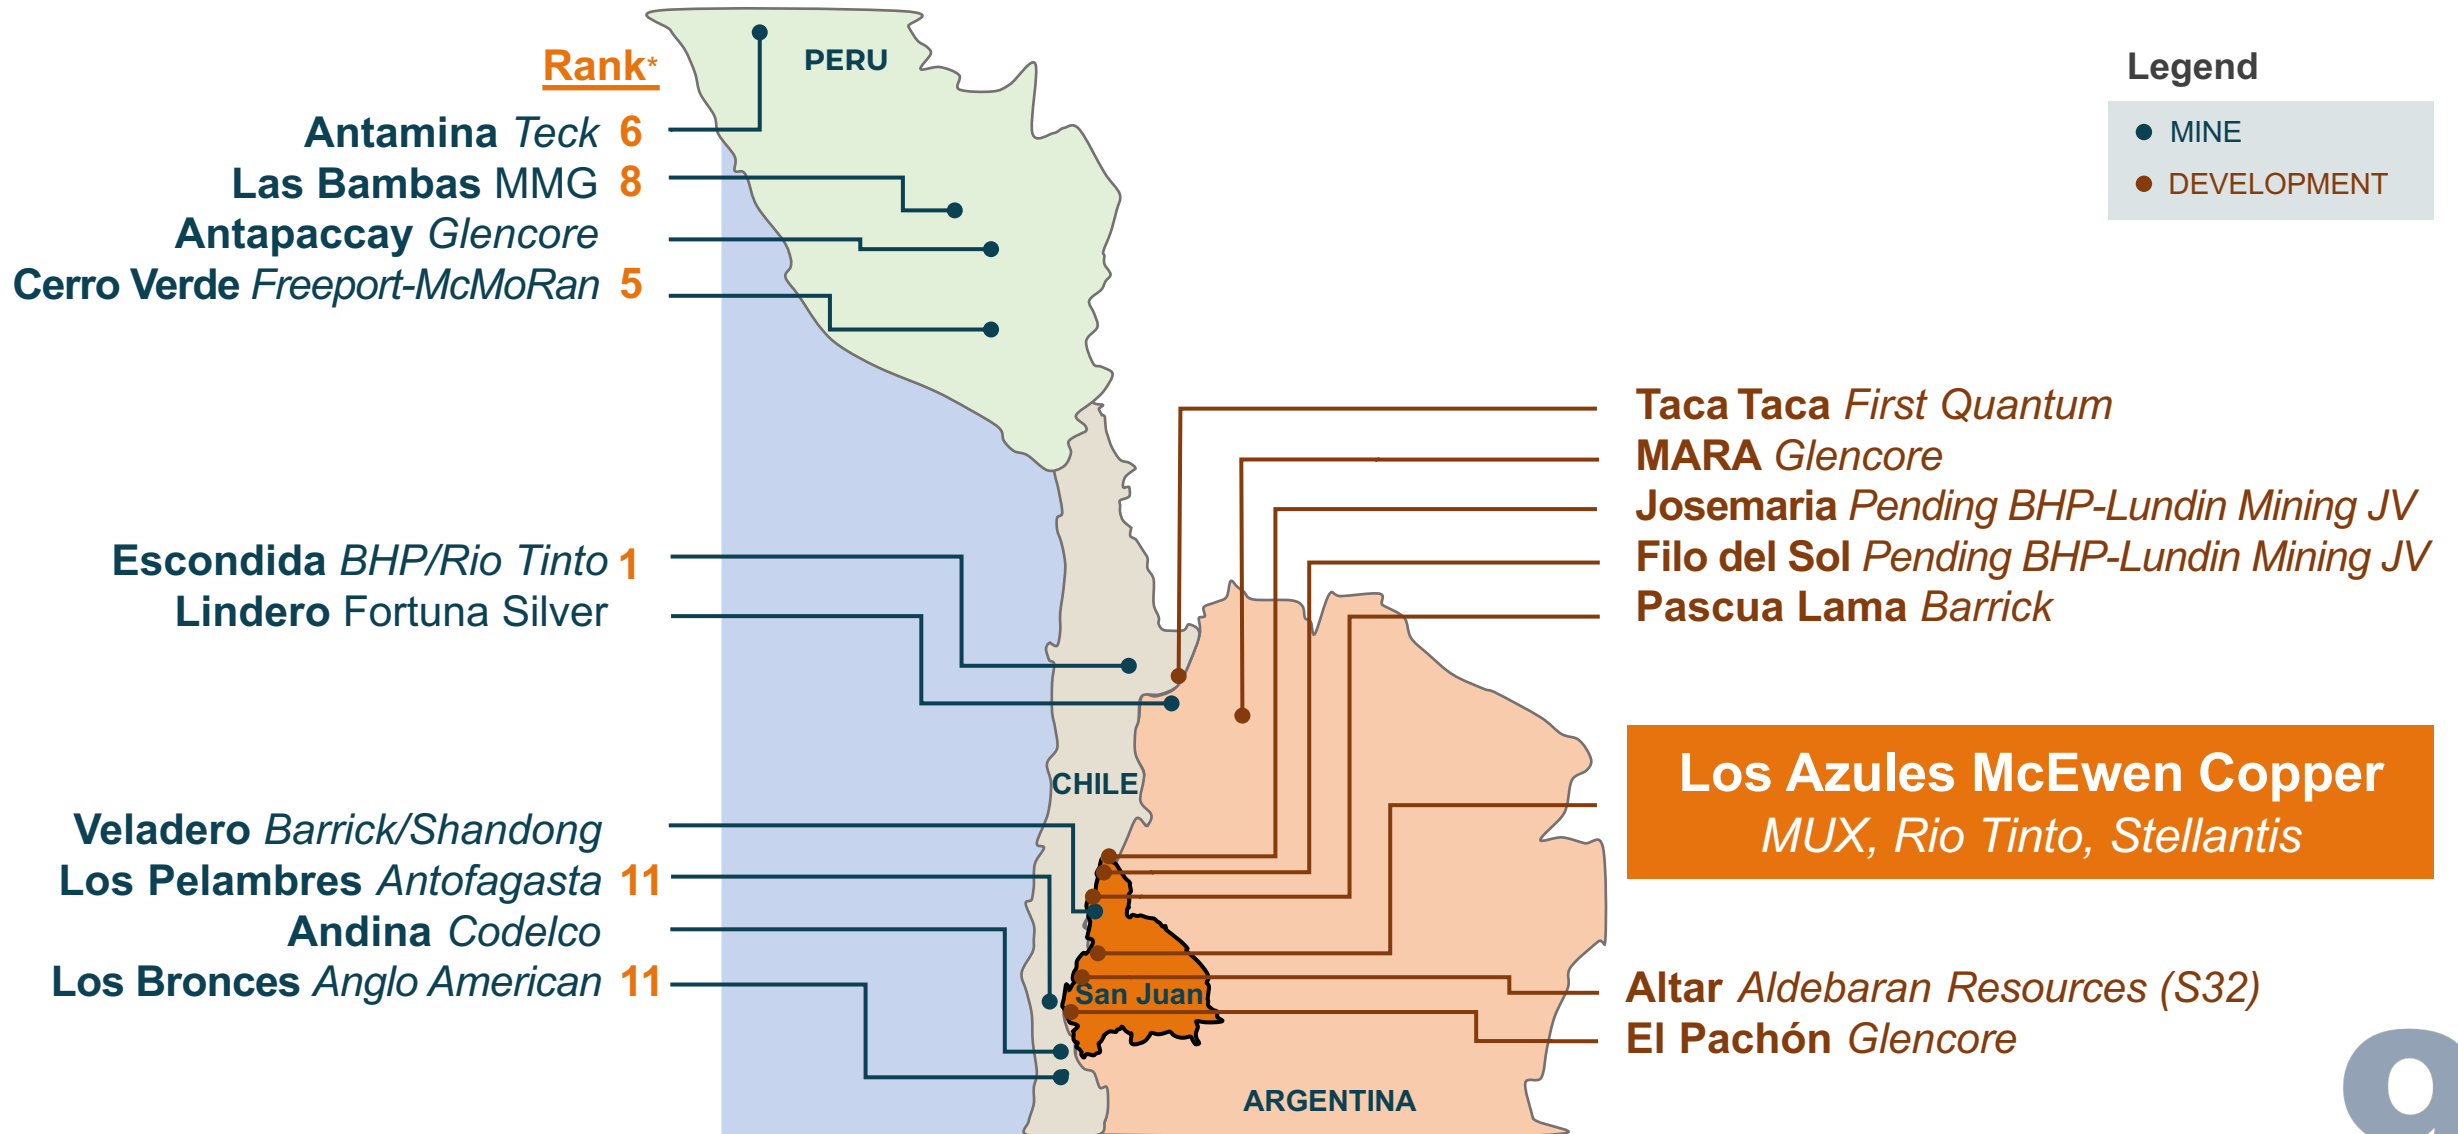 Rank*
Antamina Teck 6
Las Bambas MMG 8
Antapaccay Glencore
Cerro Verde Freeport-McMoRan 5
Escondida BHP/Rio Tinto 1
Lindero Fortuna Silver
Veladero Barrick/Shandong
Los Pelambres Antofagasta 11
Andina Codelco
Los Bronces Anglo American 11
PERU
CHILE
San Juan
ARGENTINA
Legend
MINE
DEVELOPMENT
Taca Taca First Quantum
MARA Glencore
Josemaria Pending BHP-Lundin Mining JV
Filo del Sol Pending BHP-Lundin Mining JV
Pascua Lama Barrick
Los Azules McEwen Copper
MUX, Rio Tinto, Stellantis
Altar Aldebaran Resources (S32)
El Pachón Glencore